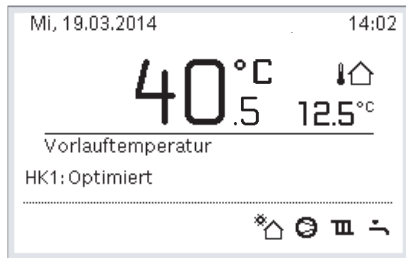 Mi, 19.03.2014 14:02
40.5 °C
12.5°C
Vorlauftemperatur
HK1: Optimiert